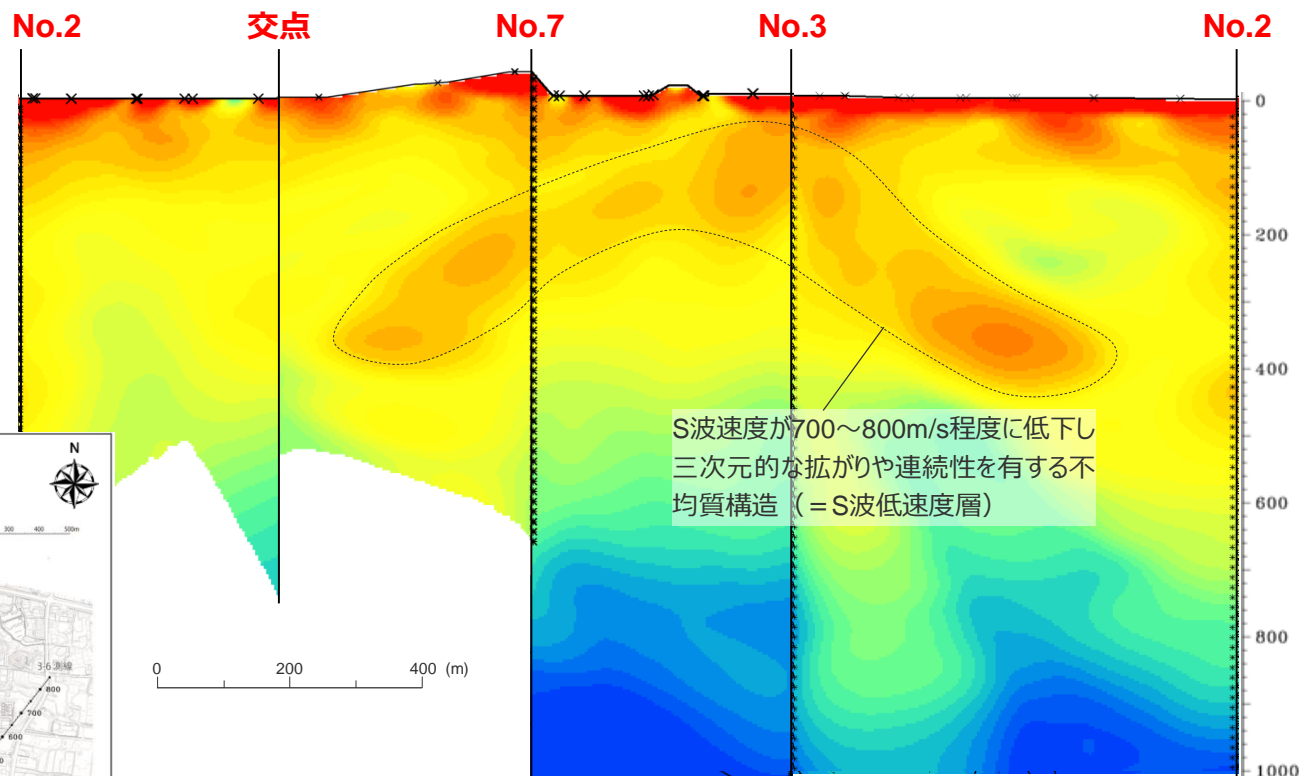 No.2
交点
No.7
No.3
No.2
0
200
400
600
800
1000
S波速度が700～800m/s程度に低下し
三次元的な拡がりや連続性を有する不
均質構造（＝S波低速度層）
0
200
400 (m)
N
300
400
500m
3-6 測線
800
700
600